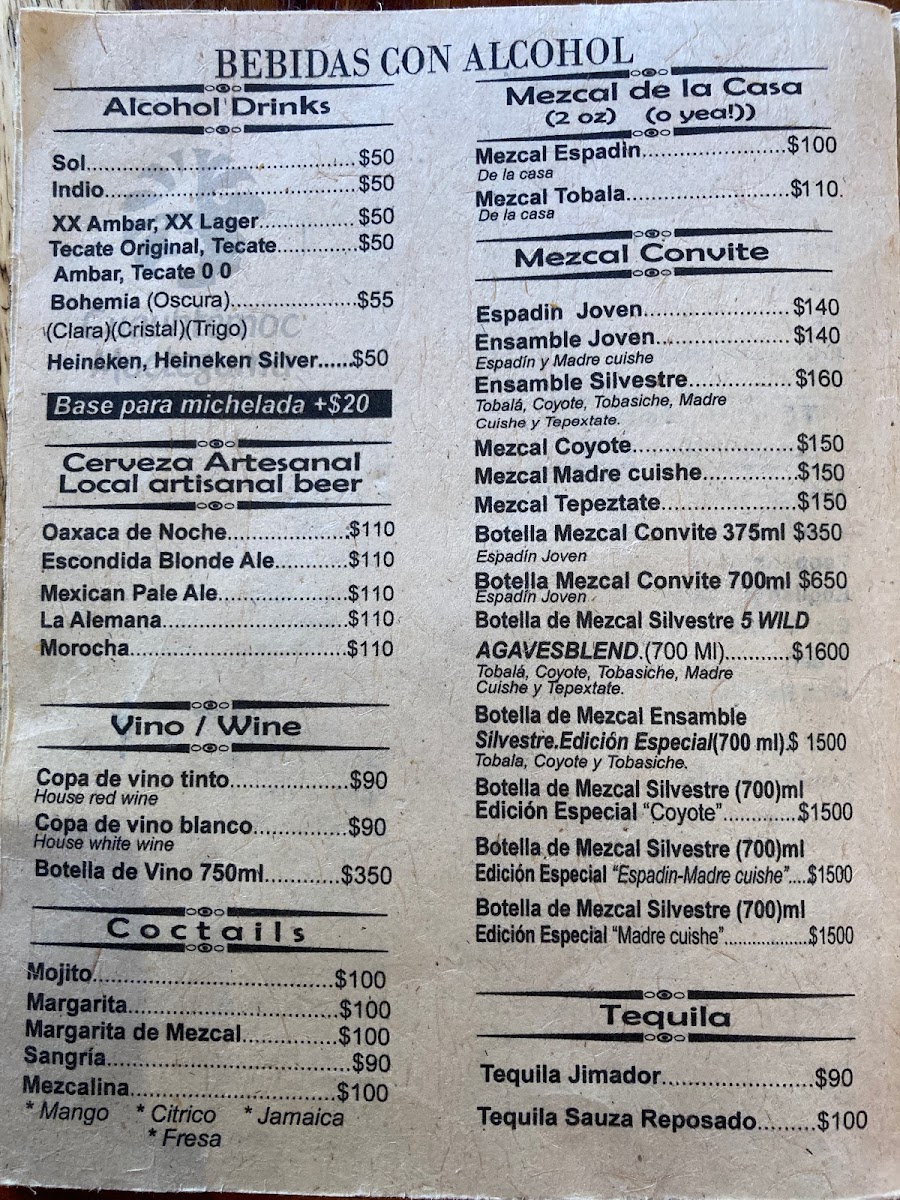 BEBIDAS CON ALCOHOL
Alcohol Drinks
Sol..........................................$50
Indio.......................................$50
XX Ambar, XX Lager...............$50
Tecate Original, Tecate............$50
Ambar, Tecate 0 0
Bohemia (Oscura)...................$55
(Clara)(Cristal)(Trigo)
Heineken, Heineken Silver......$50
Base para michelada +$20
Cerveza Artesanal
Local artisanal beer
Oaxaca de Noche.................$110
Escondida Blonde Ale..........$110
Mexican Pale Ale..................$110
La Alemana..........................$110
Morocha...............................$110
Vino / Wine
Copa de vino tinto.................$90
House red wine
Copa de vino blanco.............$90
House white wine
Botella de Vino 750ml............$350
Coctails
Mojito..................................$100
Margarita.............................$100
Margarita de Mezcal.............$100
Sangría..................................$90
Mezcalina............................$100
* Mango * Citrico * Jamaica
* Fresa
Mezcal de la Casa
(2 oz) (o yea!))
Mezcal Espadin....................$100
De la casa
Mezcal Tobala.......................$110.
De la casa
Mezcal Convite
Espadin Joven.....................$140
Ensamble Joven...................$140
Espadín y Madre cuishe
Ensamble Silvestre...............$160
Tobalá, Coyote, Tobasiche, Madre
Cuishe y Tepextate.
Mezcal Coyote......................$150
Mezcal Madre cuishe.............$150
Mezcal Tepeztate...................$150
Botella Mezcal Convite 375ml $350
Espadín Joven
Botella Mezcal Convite 700ml $650
Espadín Joven
Botella de Mezcal Silvestre 5 WILD
AGAVESBLEND.(700 Ml)...........$1600
Tobalá, Coyote, Tobasiche, Madre
Cuishe y Tepextate.
Botella de Mezcal Ensamble
Silvestre.Edición Especial(700 ml).$ 1500
Tobala, Coyote y Tobasiche.
Botella de Mezcal Silvestre (700)ml
Edición Especial “Coyote”.............$1500
Botella de Mezcal Silvestre (700)ml
Edición Especial “Espadin-Madre cuishe”....$1500
Botella de Mezcal Silvestre (700)ml
Edición Especial “Madre cuishe”...................$1500
Tequila
Tequila Jimador.......................$90
Tequila Sauza Reposado.........$100